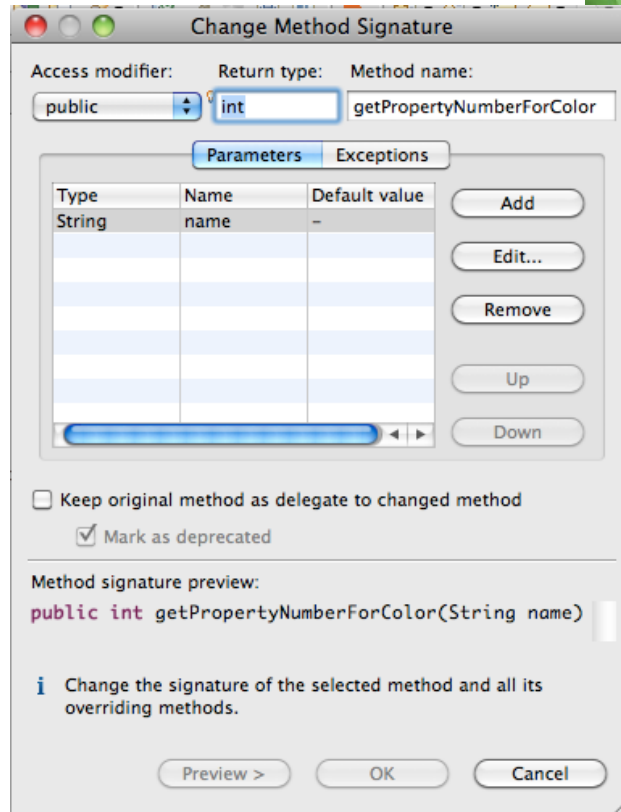 Change Method Signature
Access modifier: Return type: Method name:
public int getPropertyNumberForColor
Parameters Exceptions
Type Name Default value
String name –
Add
Edit...
Remove
Up
Down
Keep original method as delegate to changed method
Mark as deprecated
Method signature preview:
public int getPropertyNumberForColor(String name)
i Change the signature of the selected method and all its
overriding methods.
Preview > OK Cancel